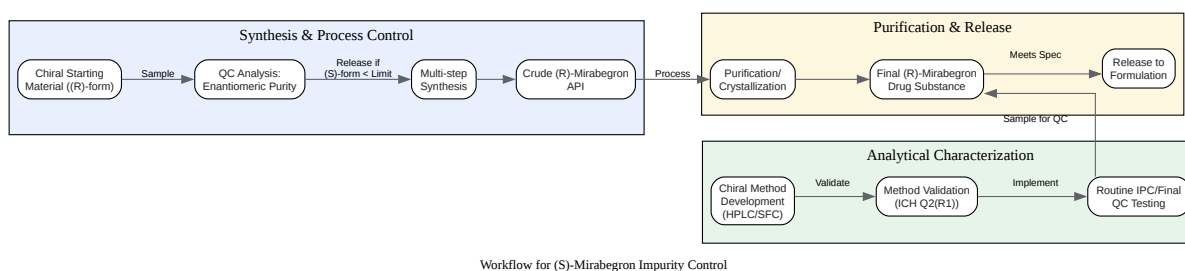 Synthesis & Process Control
Chiral Starting
Material ((R)-form)
Sample
QC Analysis:
Enantiomeric Purity
Release if
(S)-form < Limit
Multi-step
Synthesis
Crude (R)-Mirabegron
API
Process
Purification & Release
Purification/
Crystallization
Final (R)-Mirabegron
Drug Substance
Meets Spec
Release to
Formulation
Sample for QC
Analytical Characterization
Chiral Method
Development
(HPLC/SFC)
Validate
Method Validation
(ICH Q2(R1))
Implement
Routine IPC/Final
QC Testing
Workflow for (S)-Mirabegron Impurity Control